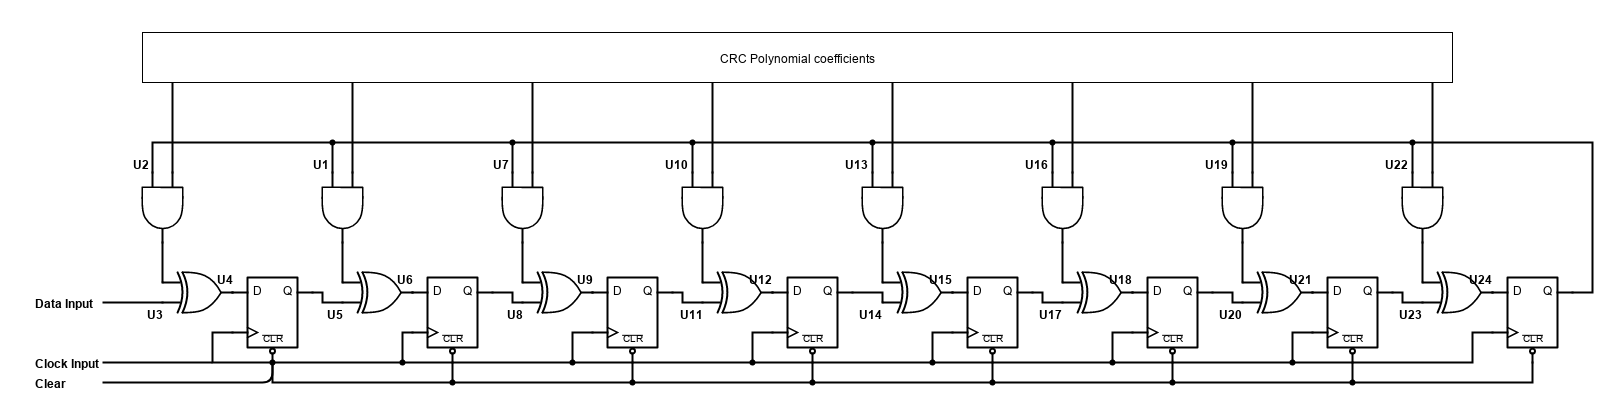 CRC Polynomial coefficients
U2 U1 U7 U10 U13 U16 U19 U22
U4 U6 U9 U12 U15 U18 U21 U24
D Q D Q D Q D Q D Q D Q D Q D Q
Data Input
U3 U5 U8 U11 U14 U17 U20 U23
CLR CLR CLR CLR CLR CLR CLR CLR
Clock Input
Clear